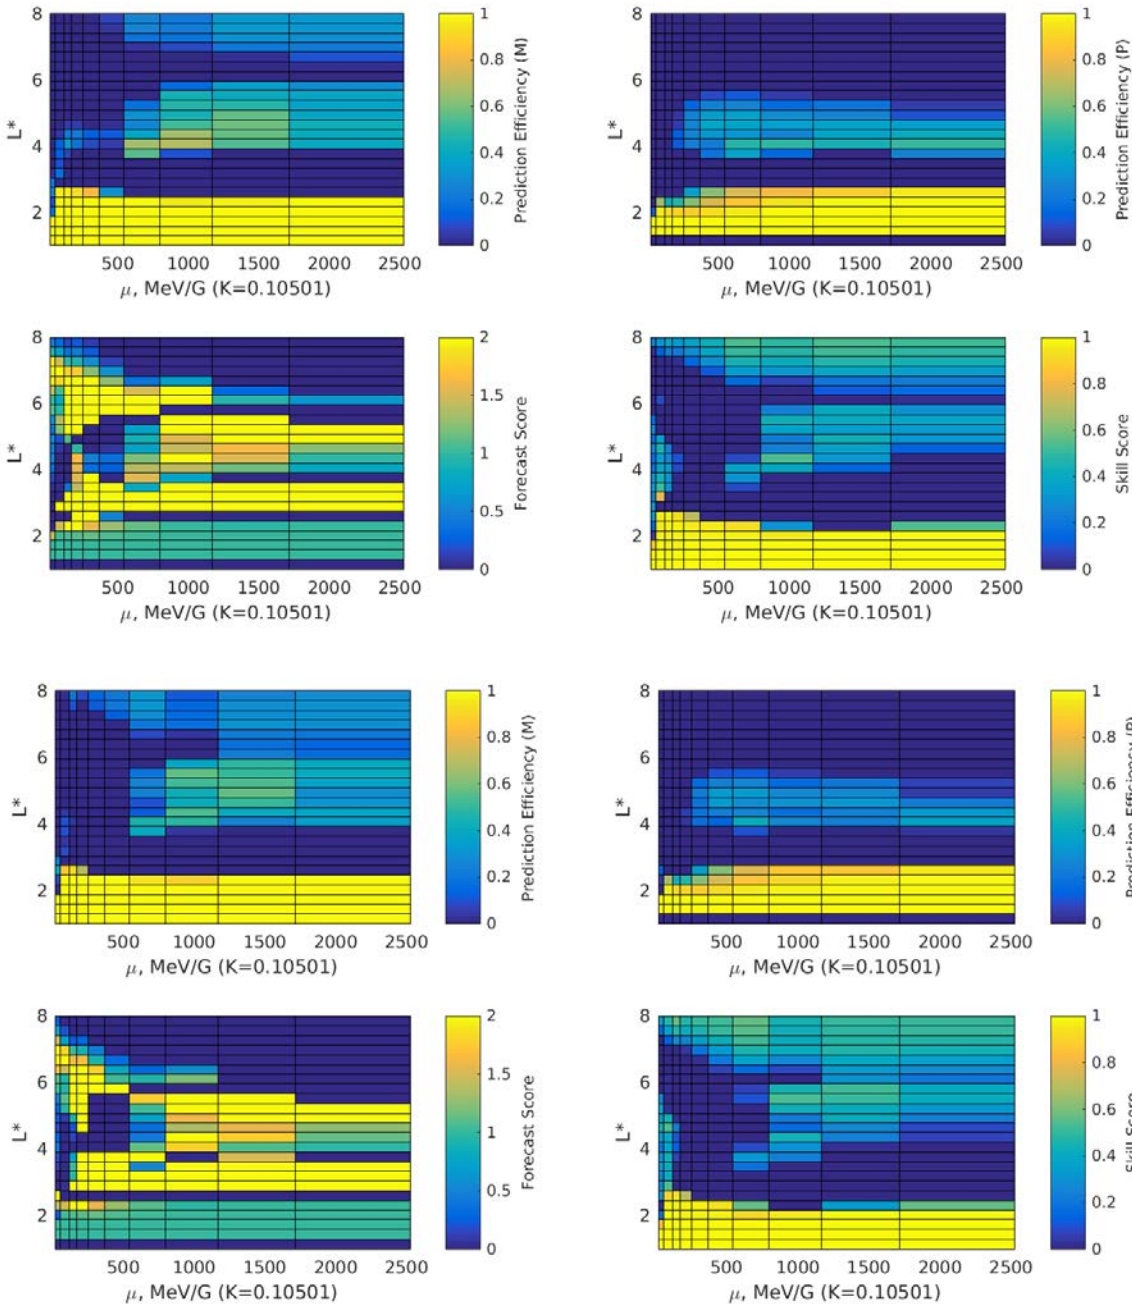 8
6
4
2
L*
500 1000 1500 2000 2500
μ, MeV/G (K=0.10501)
1
0.8
0.6
0.4
0.2
0
Prediction Efficiency (M)
8
6
4
2
L*
500 1000 1500 2000 2500
μ, MeV/G (K=0.10501)
1
0.8
0.6
0.4
0.2
0
Prediction Efficiency (P)
8
6
4
2
L*
500 1000 1500 2000 2500
μ, MeV/G (K=0.10501)
2
1.5
1
0.5
0
Forecast Score
8
6
4
2
L*
500 1000 1500 2000 2500
μ, MeV/G (K=0.10501)
1
0.8
0.6
0.4
0.2
0
Skill Score
8
6
4
2
L*
500 1000 1500 2000 2500
μ, MeV/G (K=0.10501)
1
0.8
0.6
0.4
0.2
0
Prediction Efficiency (M)
8
6
4
2
L*
500 1000 1500 2000 2500
μ, MeV/G (K=0.10501)
1
0.8
0.6
0.4
0.2
0
Prediction Efficiency (P)
8
6
4
2
L*
500 1000 1500 2000 2500
μ, MeV/G (K=0.10501)
2
1.5
1
0.5
0
Forecast Score
8
6
4
2
L*
500 1000 1500 2000 2500
μ, MeV/G (K=0.10501)
1
0.8
0.6
0.4
0.2
0
Skill Score